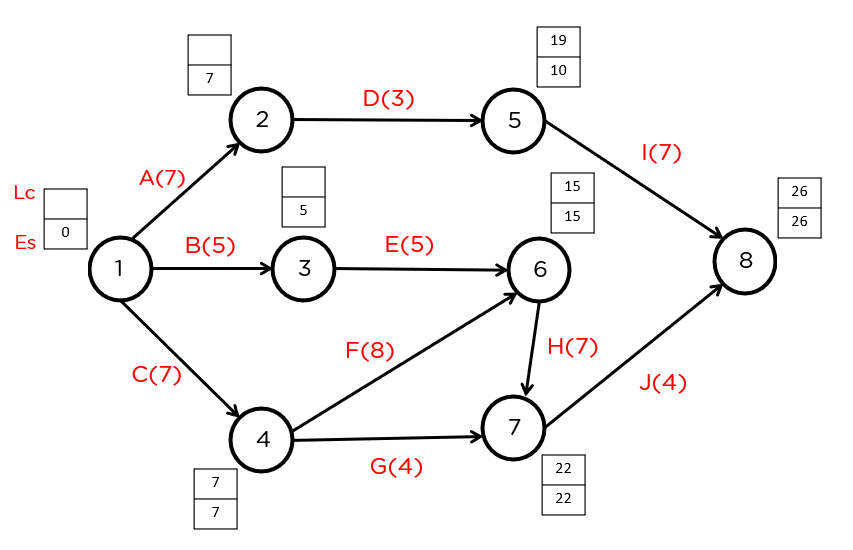 19
10
7
2
D(3)
5
I(7)
A(7)
Lc
Es
0
5
15
15
26
26
1
B(5)
3
E(5)
6
8
C(7)
F(8)
H(7)
J(4)
4
G(4)
7
7
7
22
22